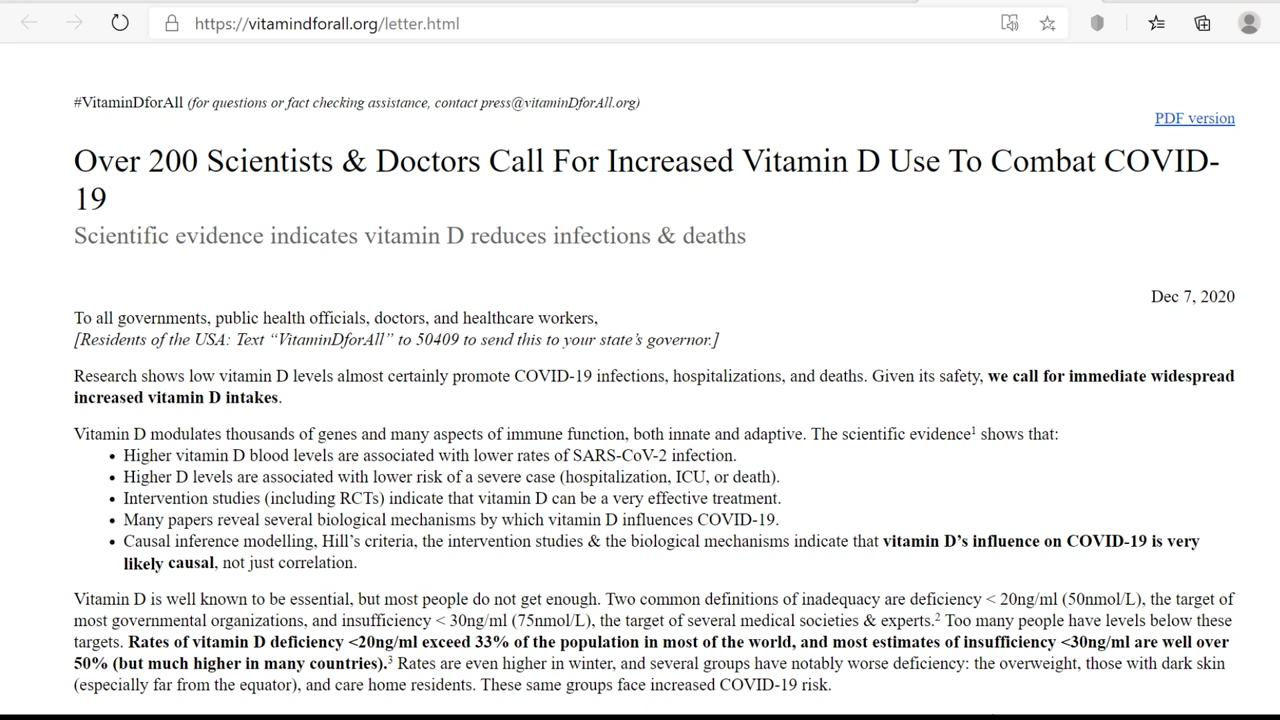 https://vitamindforall.org/letter.html
#VitaminDforAll (for questions or fact checking assistance, contact press@vitaminDforAll.org)
PDF version
Over 200 Scientists & Doctors Call For Increased Vitamin D Use To Combat COVID-
19
Scientific evidence indicates vitamin D reduces infections & deaths
Dec 7, 2020
To all governments, public health officials, doctors, and healthcare workers,
[Residents of the USA: Text “VitaminDforAll” to 50409 to send this to your state’s governor.]
Research shows low vitamin D levels almost certainly promote COVID-19 infections, hospitalizations, and deaths. Given its safety, we call for immediate widespread
increased vitamin D intakes.
Vitamin D modulates thousands of genes and many aspects of immune function, both innate and adaptive. The scientific evidence¹ shows that:
• Higher vitamin D blood levels are associated with lower rates of SARS-CoV-2 infection.
• Higher D levels are associated with lower risk of a severe case (hospitalization, ICU, or death).
• Intervention studies (including RCTs) indicate that vitamin D can be a very effective treatment.
• Many papers reveal several biological mechanisms by which vitamin D influences COVID-19.
• Causal inference modelling, Hill’s criteria, the intervention studies & the biological mechanisms indicate that vitamin D’s influence on COVID-19 is very
likely causal, not just correlation.
Vitamin D is well known to be essential, but most people do not get enough. Two common definitions of inadequacy are deficiency < 20ng/ml (50nmol/L), the target of
most governmental organizations, and insufficiency < 30ng/ml (75nmol/L), the target of several medical societies & experts.² Too many people have levels below these
targets. Rates of vitamin D deficiency <20ng/ml exceed 33% of the population in most of the world, and most estimates of insufficiency <30ng/ml are well over
50% (but much higher in many countries).³ Rates are even higher in winter, and several groups have notably worse deficiency: the overweight, those with dark skin
(especially far from the equator), and care home residents. These same groups face increased COVID-19 risk.